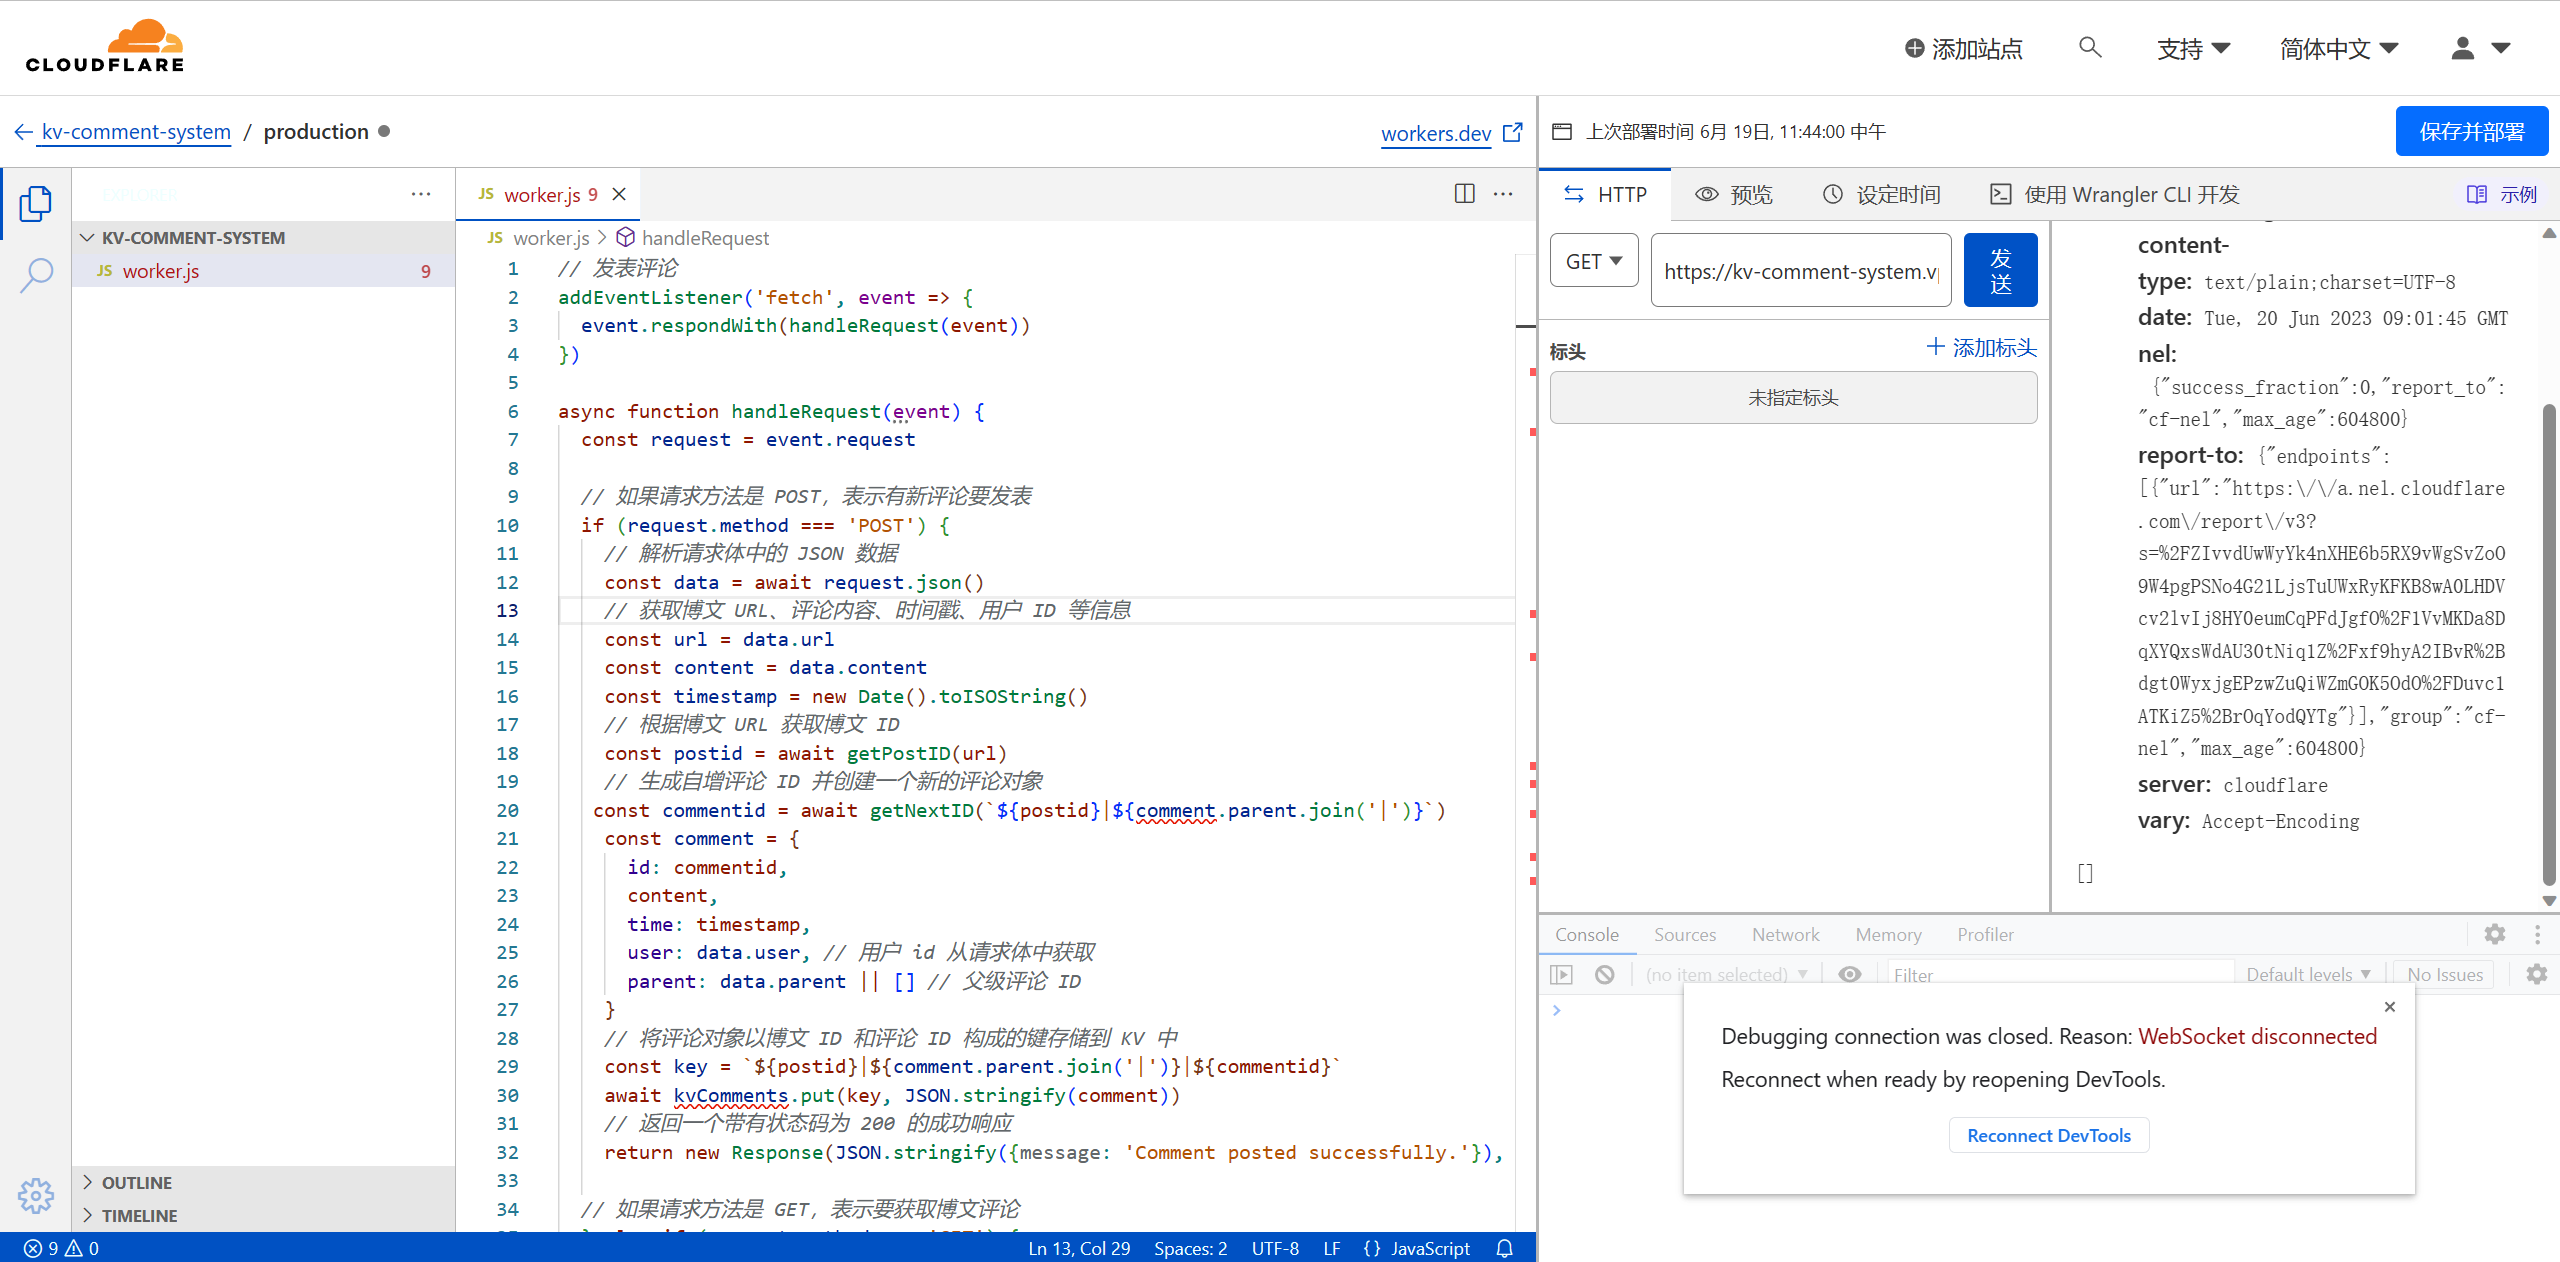 CLOUDFLARE
添加站点
支持
简体中文
kv-comment-system / production
workers.dev
上次部署时间 6月 19日, 11:44:00 中午
保存并部署
EXPLORER
KV-COMMENT-SYSTEM
JS worker.js 9
OUTLINE
TIMELINE
JS worker.js 9
JS worker.js > handleRequest
1 // 发表评论
2 addEventListener('fetch', event => {
3 event.respondWith(handleRequest(event))
4 })
5
6 async function handleRequest(event) {
7 const request = event.request
8
9 // 如果请求方法是 POST, 表示有新评论要发表
10 if (request.method === 'POST') {
11 // 解析请求体中的 JSON 数据
12 const data = await request.json()
13 // 获取博文 URL、评论内容、时间戳、用户 ID 等信息
14 const url = data.url
15 const content = data.content
16 const timestamp = new Date().toISOString()
17 // 根据博文 URL 获取博文 ID
18 const postid = await getPostID(url)
19 // 生成自增评论 ID 并创建一个新的评论对象
20 const commentid = await getNextID(`${postid}|${comment.parent.join('|')}`)
21 const comment = {
22 id: commentid,
23 content,
24 time: timestamp,
25 user: data.user, // 用户 id 从请求体中获取
26 parent: data.parent || [] // 父级评论 ID
27 }
28 // 将评论对象以博文 ID 和评论 ID 构成的键存储到 KV 中
29 const key = `${postid}|${comment.parent.join('|')}|${commentid}`
30 await kvComments.put(key, JSON.stringify(comment))
31 // 返回一个带有状态码为 200 的成功响应
32 return new Response(JSON.stringify({message: 'Comment posted successfully.'}),
33
34 // 如果请求方法是 GET, 表示要获取博文评论
9 0
Ln 13, Col 29
Spaces: 2
UTF-8
LF
{} JavaScript
HTTP
预览
设定时间
使用 Wrangler CLI 开发
示例
GET
https://kv-comment-system.v
发送
标头
添加标头
未指定标头
content-
type: text/plain;charset=UTF-8
date: Tue, 20 Jun 2023 09:01:45 GMT
nel:
{"success_fraction":0,"report_to":
"cf-nel","max_age":604800}
report-to: {"endpoints":
[{"url":"https:\/\/a.nel.cloudflare
.com\/report\/v3?
s=%2FZIvvdUwWyYk4nXHE6b5RX9vWgSvZoO
9W4pgPSNo4G21LjsTuUWxRyKFKB8wA0LHDV
cv2lvIj8HY0eumCqPFdJgfO%2F1VvMKDa8D
qXYQxsWdAU3OtNiq1Z%2Fxf9hyA2IBvR%2B
dgt0WyxjgEPzwZuQiWZmGOK5OdO%2FDuvc1
ATKiZ5%2BrOqYodQYTg"}],"group":"cf-
nel","max_age":604800}
server: cloudflare
vary: Accept-Encoding
[]
Console
Sources
Network
Memory
Profiler
(no item selected)
Filter
Default levels
No Issues
Debugging connection was closed. Reason: WebSocket disconnected
Reconnect when ready by reopening DevTools.
Reconnect DevTools